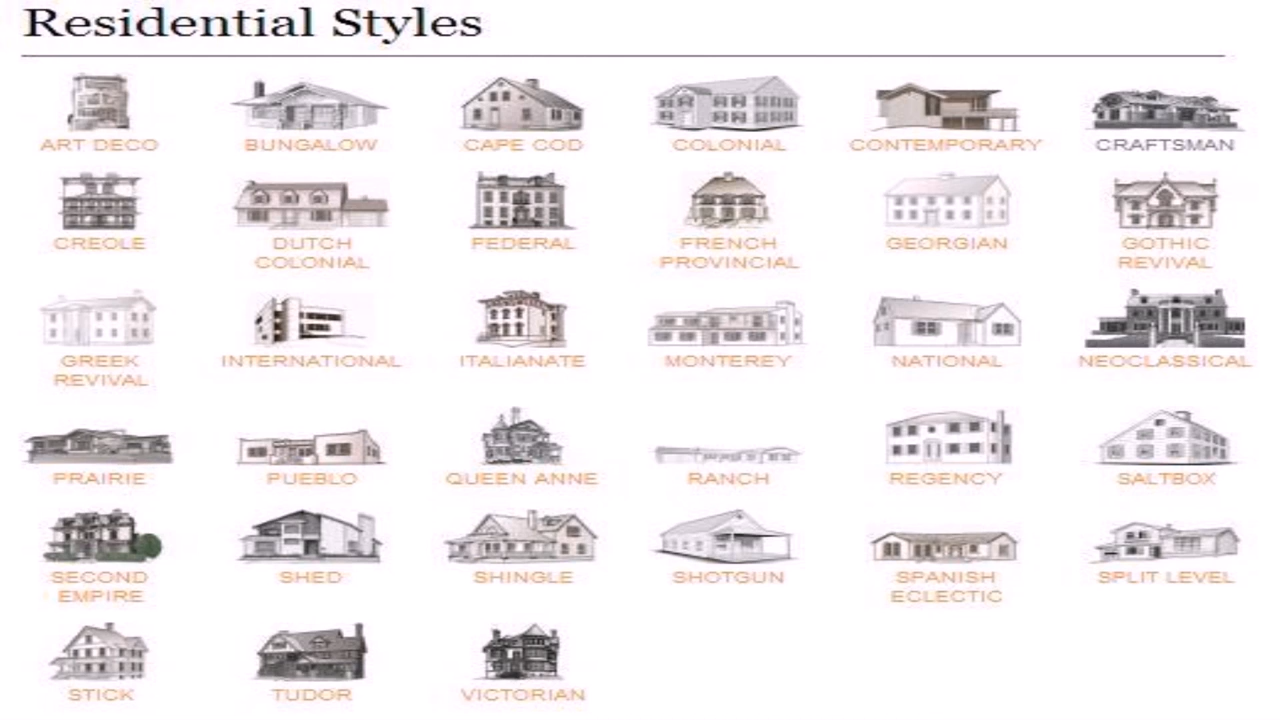 Residential Styles
ART DECO
BUNGALOW
CAPE COD
COLONIAL
CONTEMPORARY
CRAFTSMAN
CREOLE
DUTCH
COLONIAL
FEDERAL
FRENCH
PROVINCIAL
GEORGIAN
GOTHIC
REVIVAL
GREEK
REVIVAL
INTERNATIONAL
ITALIANATE
MONTEREY
NATIONAL
NEOCLASSICAL
PRAIRIE
PUEBLO
QUEEN ANNE
RANCH
REGENCY
SALTBOX
SECOND
EMPIRE
SHED
SHINGLE
SHOTGUN
SPANISH
ECLECTIC
SPLIT LEVEL
STICK
TUDOR
VICTORIAN